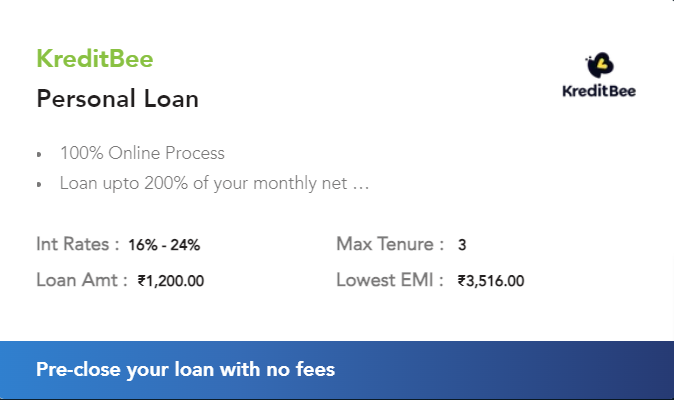 KreditBee
KreditBee
Personal Loan
• 100% Online Process
• Loan upto 200% of your monthly net ...
Int Rates : 16% - 24% Max Tenure : 3
Loan Amt : ₹1,200.00 Lowest EMI : ₹3,516.00
Pre-close your loan with no fees